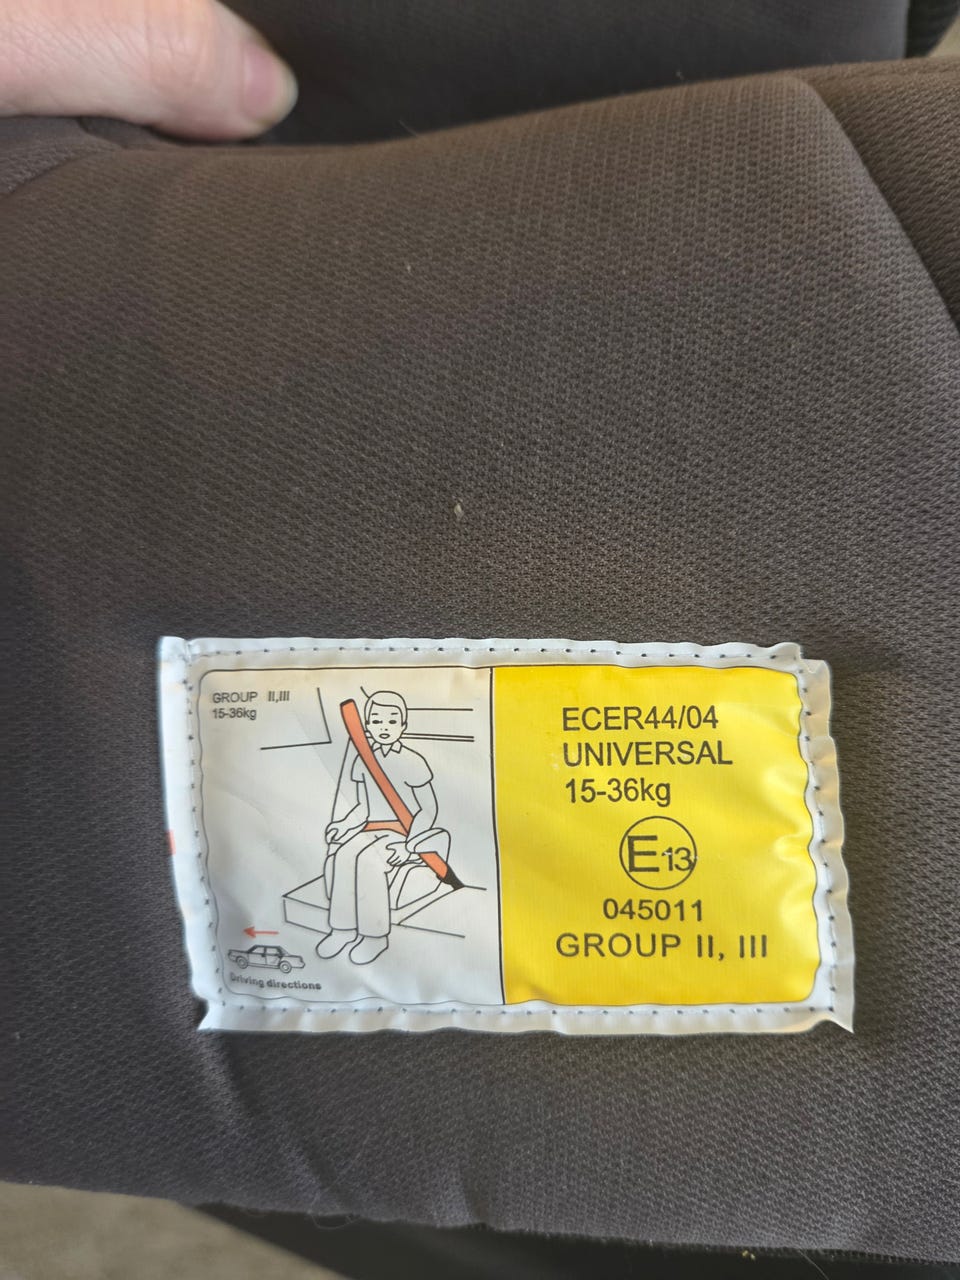 GROUP II,III
15-36kg
Driving directions
ECER44/04
UNIVERSAL
15-36kg
E13
045011
GROUP II, III